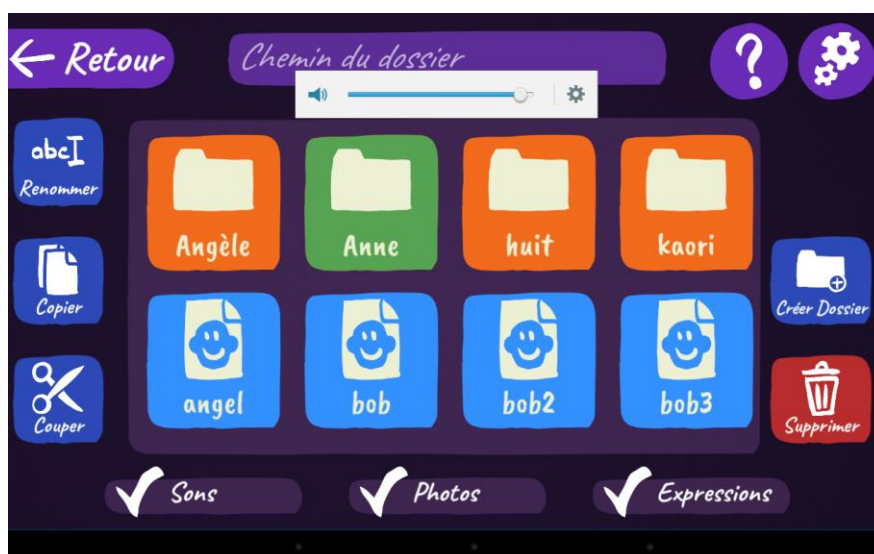 Retour
Chemin du dossier
?
abc
Renommer
Angèle
Anne
huit
kaori
Copier
Créer Dossier
angel
bob
bob2
bob3
Couper
Supprimer
Sons
Photos
Expressions